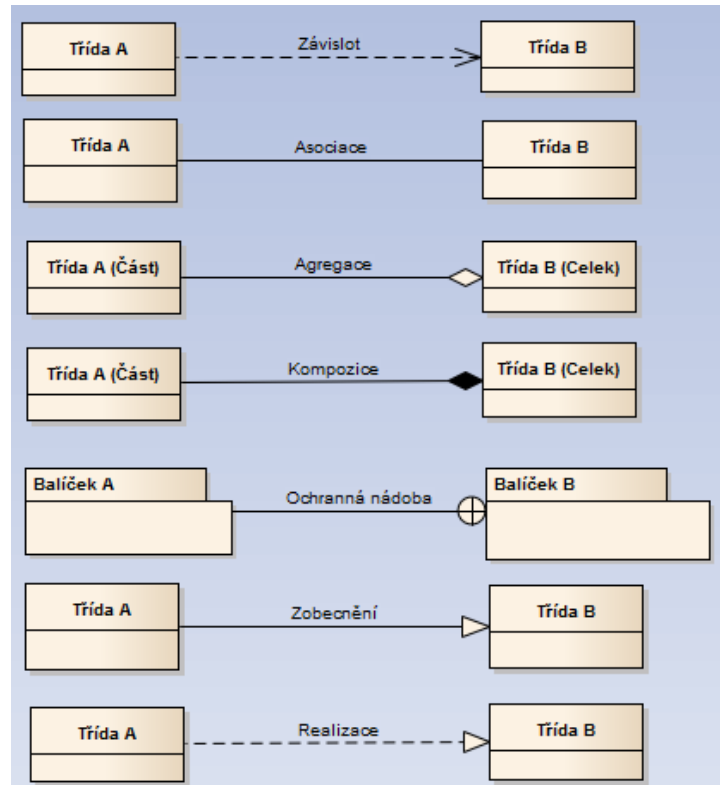 Třída A
Závislot
Třída B
Třída A
Asociace
Třída B
Třída A (Část)
Agregace
Třída B (Celek)
Třída A (Část)
Kompozice
Třída B (Celek)
Balíček A
Ochranná nádoba
Balíček B
Třída A
Zobecnění
Třída B
Třída A
Realizace
Třída B